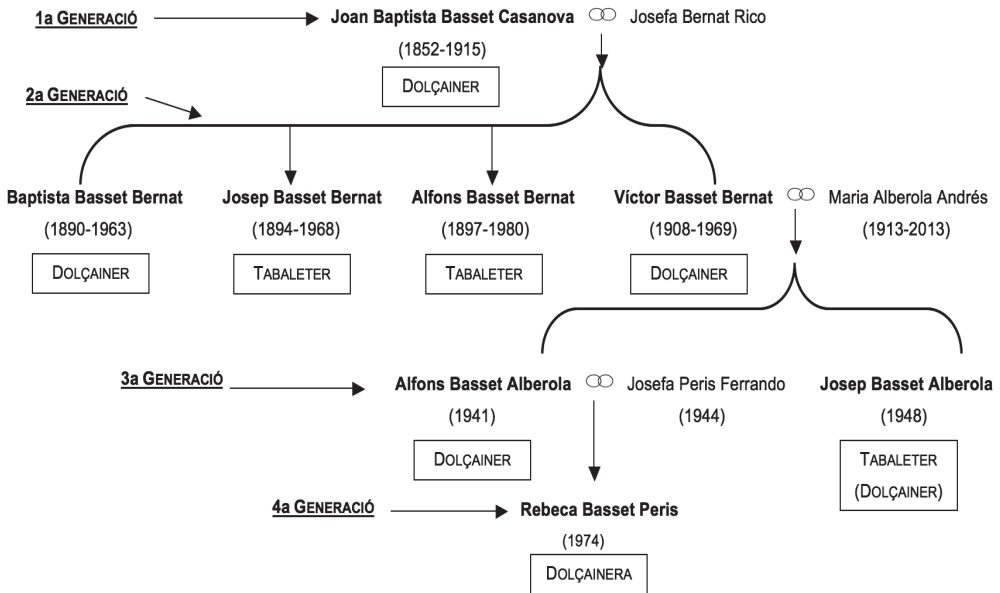 1a GENERACIÓ
Joan Baptista Basset Casanova
Josefa Bernat Rico
(1852-1915)
DOLÇAINER
2a GENERACIÓ
Baptista Basset Bernat
Josep Basset Bernat
Alfons Basset Bernat
Víctor Basset Bernat
Maria Alberola Andrés
(1890-1963)
(1894-1968)
(1897-1980)
(1908-1969)
(1913-2013)
DOLÇAINER
TABALETER
TABALETER
DOLÇAINER
3a GENERACIÓ
Alfons Basset Alberola
Josefa Peris Ferrando
Josep Basset Alberola
(1941)
(1944)
(1948)
DOLÇAINER
TABALETER
(DOLÇAINER)
4a GENERACIÓ
Rebeca Basset Peris
(1974)
DOLÇAINERA